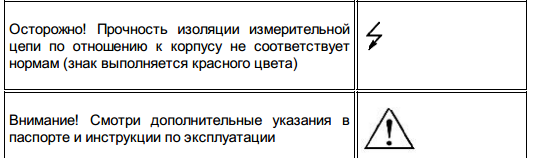 Осторожно! Прочность изоляции измерительной
цепи по отношению к корпусу не соответствует
нормам (знак выполняется красного цвета)
Внимание! Смотри дополнительные указания в
паспорте и инструкции по эксплуатации